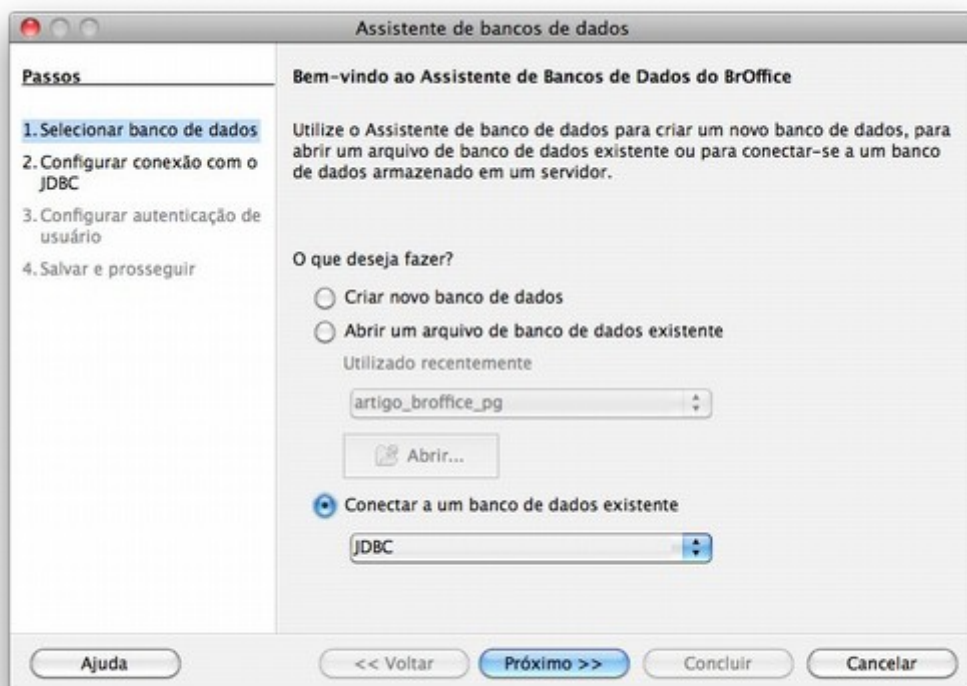 Assistente de bancos de dados
Passos
1. Selecionar banco de dados
2. Configurar conexão com o
JDBC
3. Configurar autenticação de
usuário
4. Salvar e prosseguir
Bem-vindo ao Assistente de Bancos de Dados do BrOffice
Utilize o Assistente de banco de dados para criar um novo banco de dados, para
abrir um arquivo de banco de dados existente ou para conectar-se a um banco
de dados armazenado em um servidor.
O que deseja fazer?
Criar novo banco de dados
Abrir um arquivo de banco de dados existente
Utilizado recentemente
artigo_broffice_pg
Abrir...
Conectar a um banco de dados existente
JDBC
Ajuda
<< Voltar
Próximo >>
Concluir
Cancelar